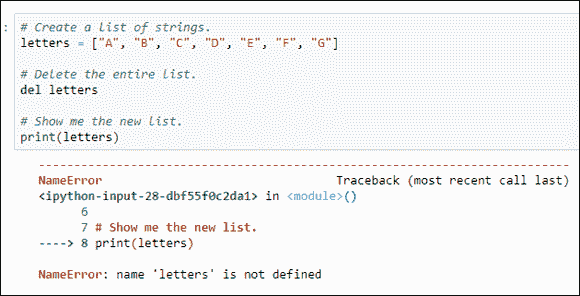 : # Create a list of strings.
letters = ["A", "B", "C", "D", "E", "F", "G"]
# Delete the entire list.
del letters
# Show me the new list.
print(letters)
---------------------------------------------------------------------------
NameError Traceback (most recent call last)
<ipython-input-28-dbf55f0c2da1> in <module>()
6
7 # Show me the new list.
----> 8 print(letters)
NameError: name 'letters' is not defined